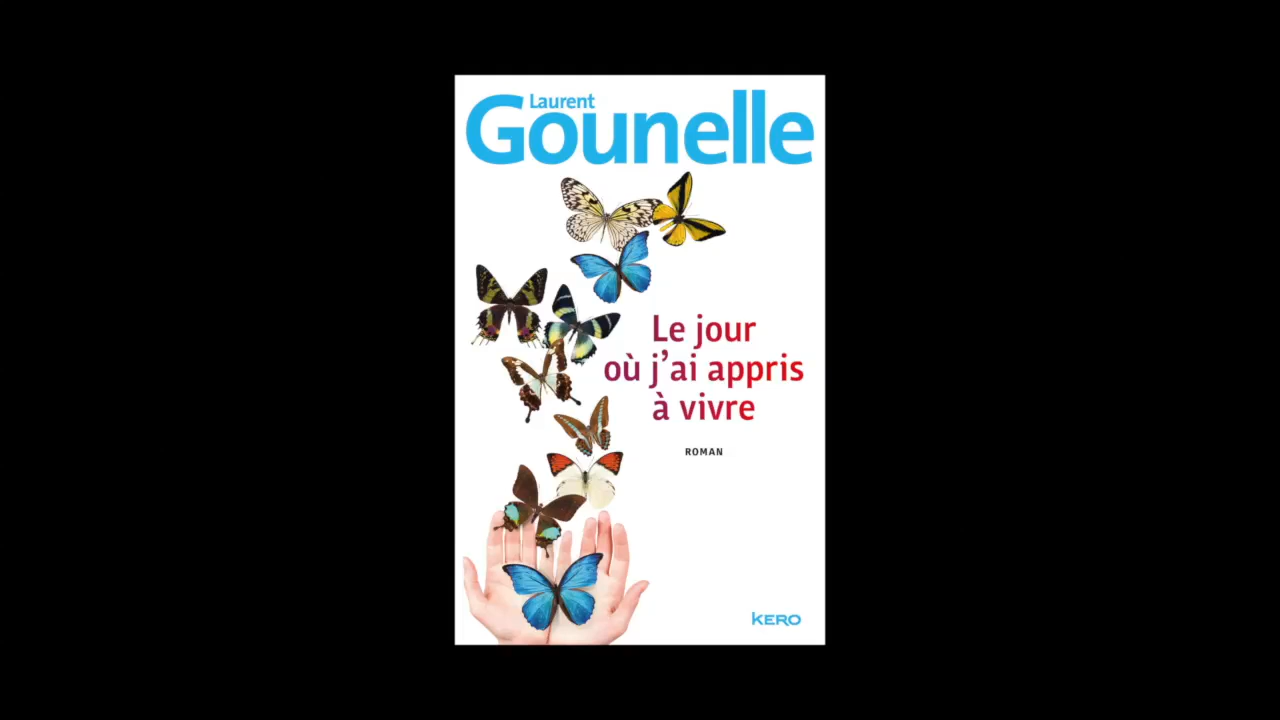 Laurent
Gounelle
Le jour
où j'ai appris
à vivre
ROMAN
KERO